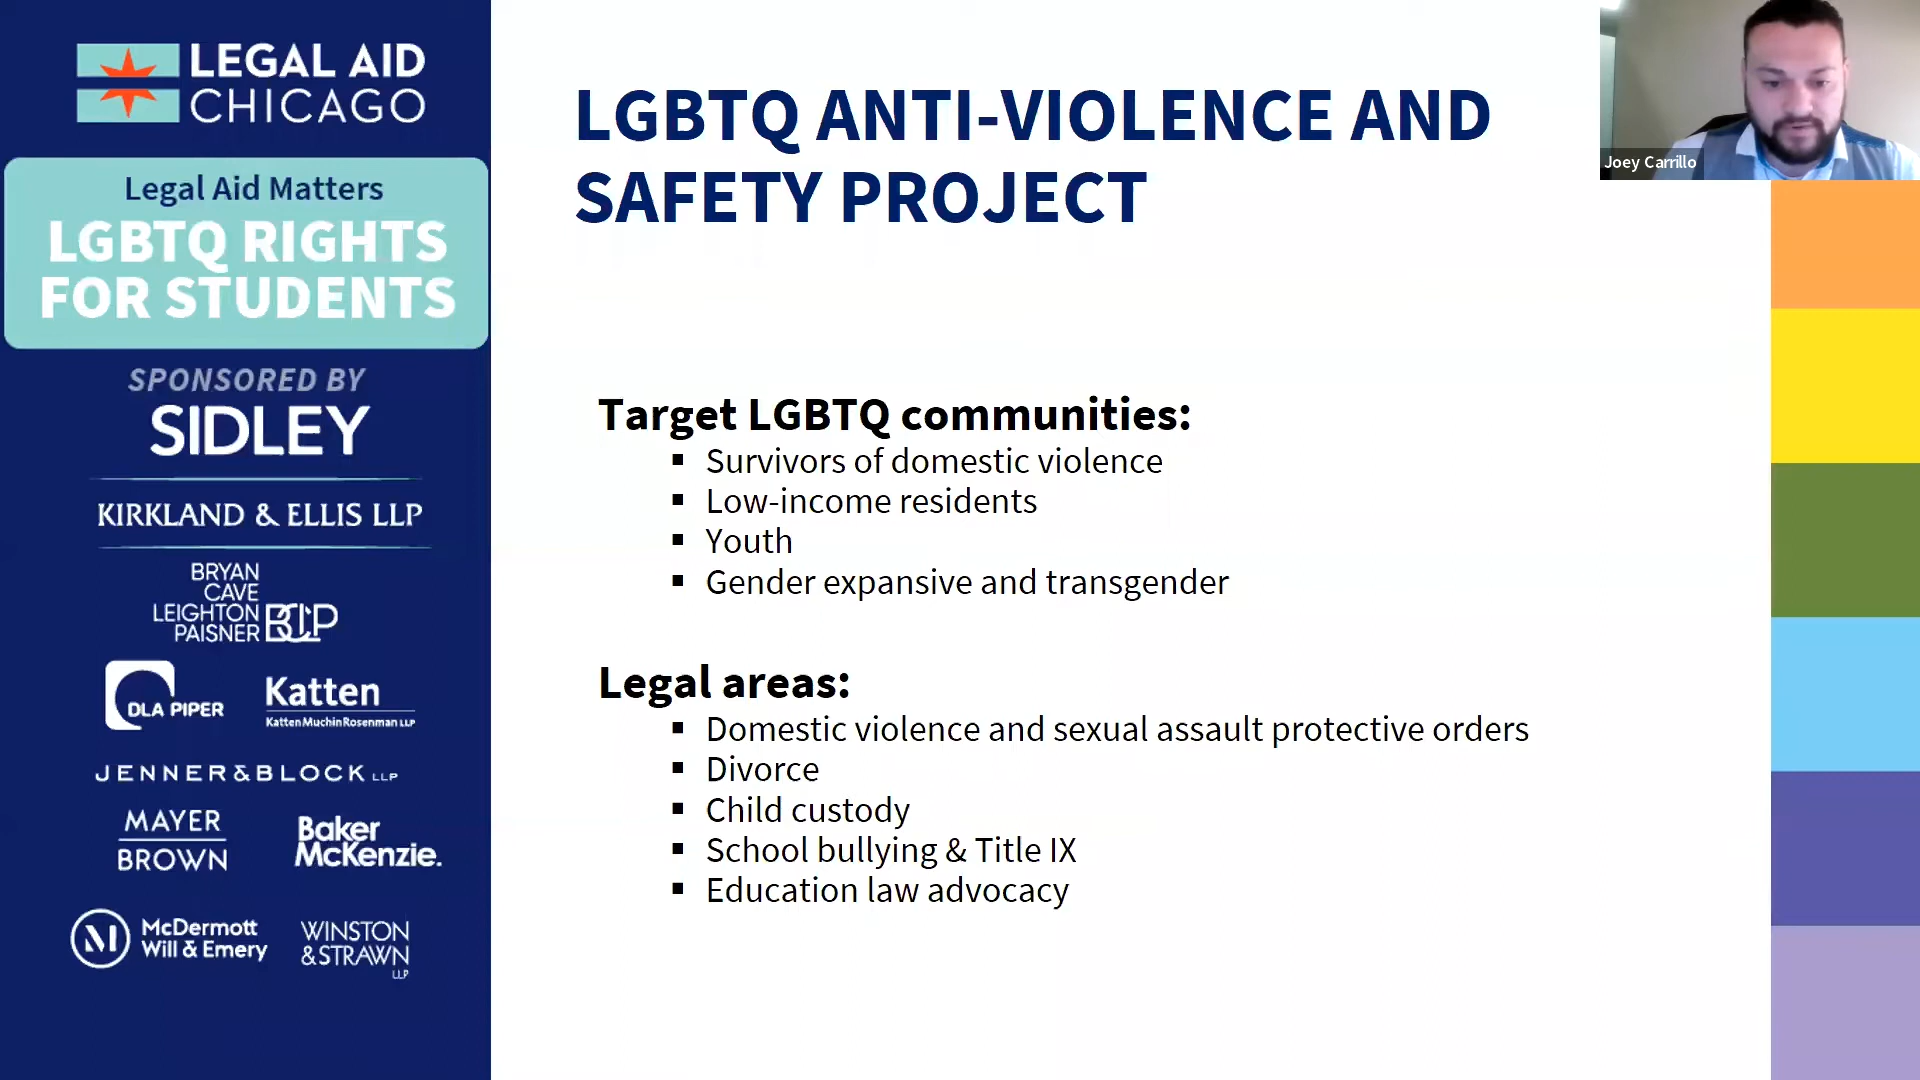 LEGAL AID
CHICAGO
Legal Aid Matters
LGBTQ RIGHTS
FOR STUDENTS
SPONSORED BY
SIDLEY
KIRKLAND & ELLIS LLP
BRYAN
CAVE
LEIGHTON
PAISNER BCLP
DLA PIPER
Katten
Katten Muchin Rosenman LLP
JENNER & BLOCK LLP
MAYER
BROWN
Baker
McKenzie.
M
McDermott
Will & Emery
WINSTON
& STRAWN
LLP
LGBTQ ANTI-VIOLENCE AND
SAFETY PROJECT
Target LGBTQ communities:
▪ Survivors of domestic violence
▪ Low-income residents
▪ Youth
▪ Gender expansive and transgender
Legal areas:
▪ Domestic violence and sexual assault protective orders
▪ Divorce
▪ Child custody
▪ School bullying & Title IX
▪ Education law advocacy
Joey Carrillo